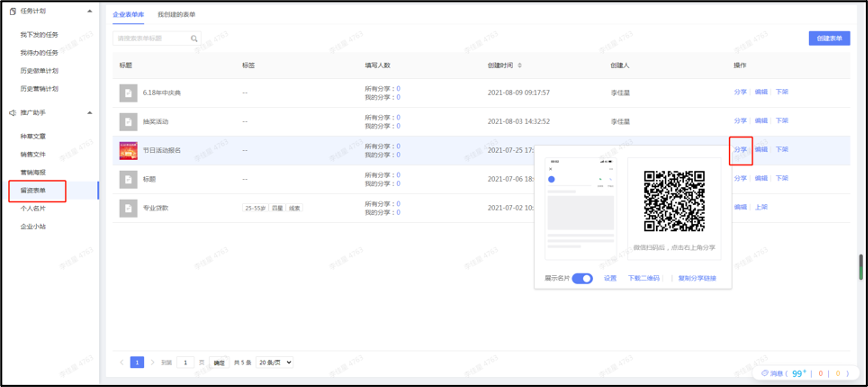 任务计划
我下发的任务
我待办的任务
历史做单计划
历史营销计划
推广助手
种草文章
销售文件
营销海报
留资表单
个人名片
企业小站
企业表单库 我创建的表单
请搜索表单标题
创建表单
标题 标签 填写人数 创建时间 创建人 操作
6.18年中庆典 -- 所有分享：0 我的分享：0 2021-08-09 09:17:57 李佳星 分享 编辑 下架
抽奖活动 -- 所有分享：0 我的分享：0 2021-08-03 14:32:52 李佳星 分享 编辑 下架
节日活动报名 -- 所有分享：0 我的分享：0 2021-07-25 17: 分享 编辑 下架
标题 -- 所有分享：0 我的分享：0 2021-07-06 18: 分享 编辑 下架
专业贷款 25-55岁 白星 成套 所有分享：0 我的分享：0 2021-07-02 10: 编辑 上架
微信扫码后，点击右上角分享
展示名片 设置 下载二维码 | 复制分享链接
1 到第 1 页 确定 共 5 条 20 条/页
消息 ( 99+ | 0 | 0 )